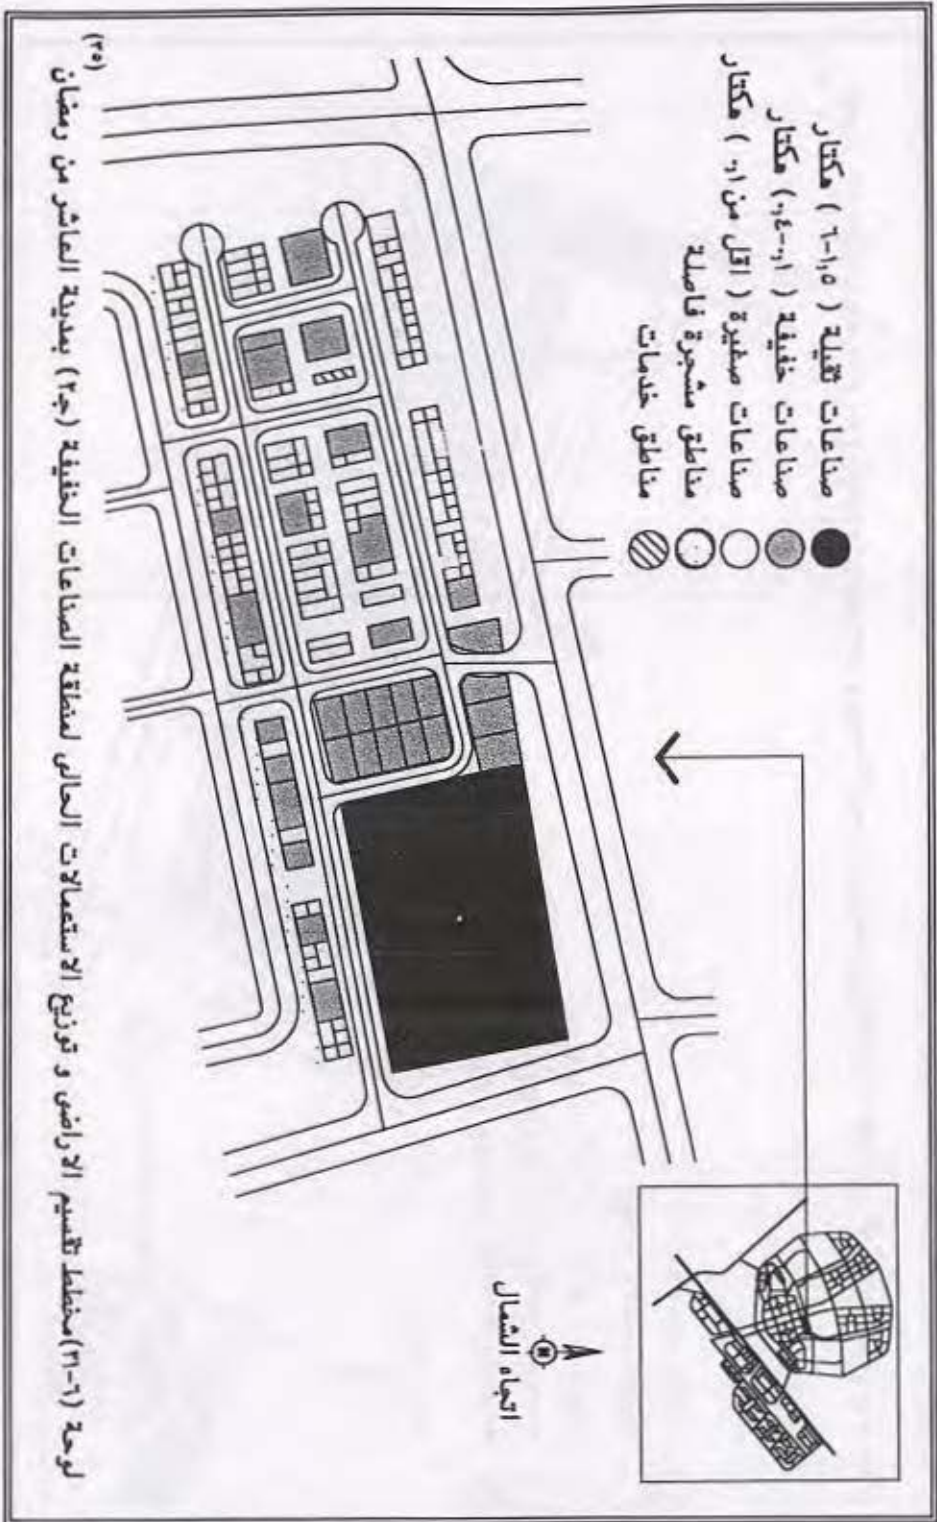 صناعات ثقيلة ( ١,٥-٦ ) هكتار
صناعات خفيفة ( ٠,١-٠,٤) هكتار
صناعات صغيرة ( اقل من ٠,١ ) هكتار
مناطق مشجرة فاصلة
مناطق خدمات
اتجاه الشمال
N
لوحة (٦-٣١)مخطط تقسيم الاراضى و توزيع الاستعمالات الحالى لمنطقة الصناعات الخفيفة (ج٢) بمدينة العاشر من رمضان (٣٥)